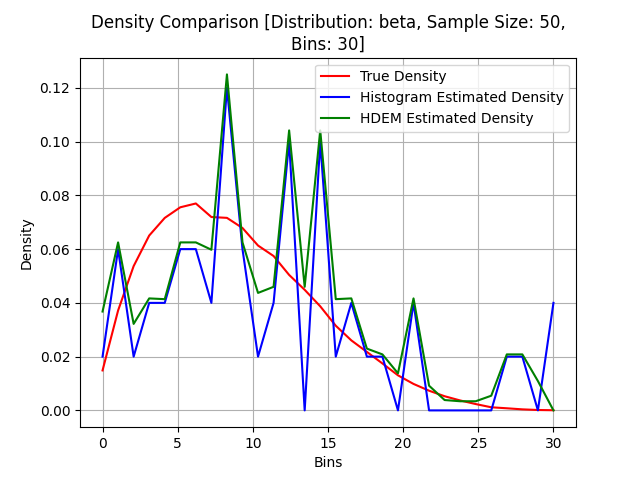 Density Comparison [Distribution: beta, Sample Size: 50,
Bins: 30]
True Density
Histogram Estimated Density
HDEM Estimated Density
Density
0.12
0.10
0.08
0.06
0.04
0.02
0.00
0 5 10 15 20 25 30
Bins